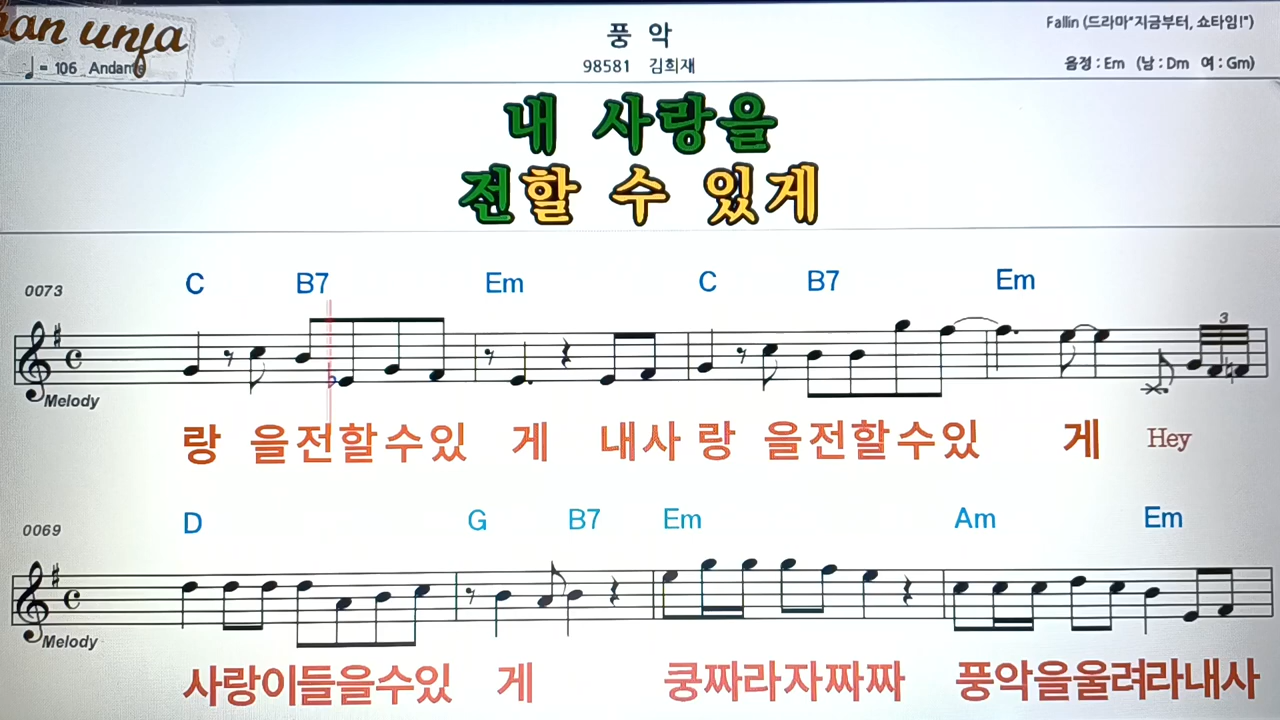 풍 악
98581 김희재
Fallin (드라마"지금부터, 쇼타임!")
♩= 106 Andante
음정 : Em (남 : Dm 여 : Gm)
내 사랑을
전할 수 있게
0073
C B7 Em C B7 Em
3
Melody
랑 을전할수있 게 내사 랑 을전할수있 게 Hey
0069
D G B7 Em Am Em
Melody
사랑이들을수있 게 쿵짜라자짜짜 풍악을울려라내사